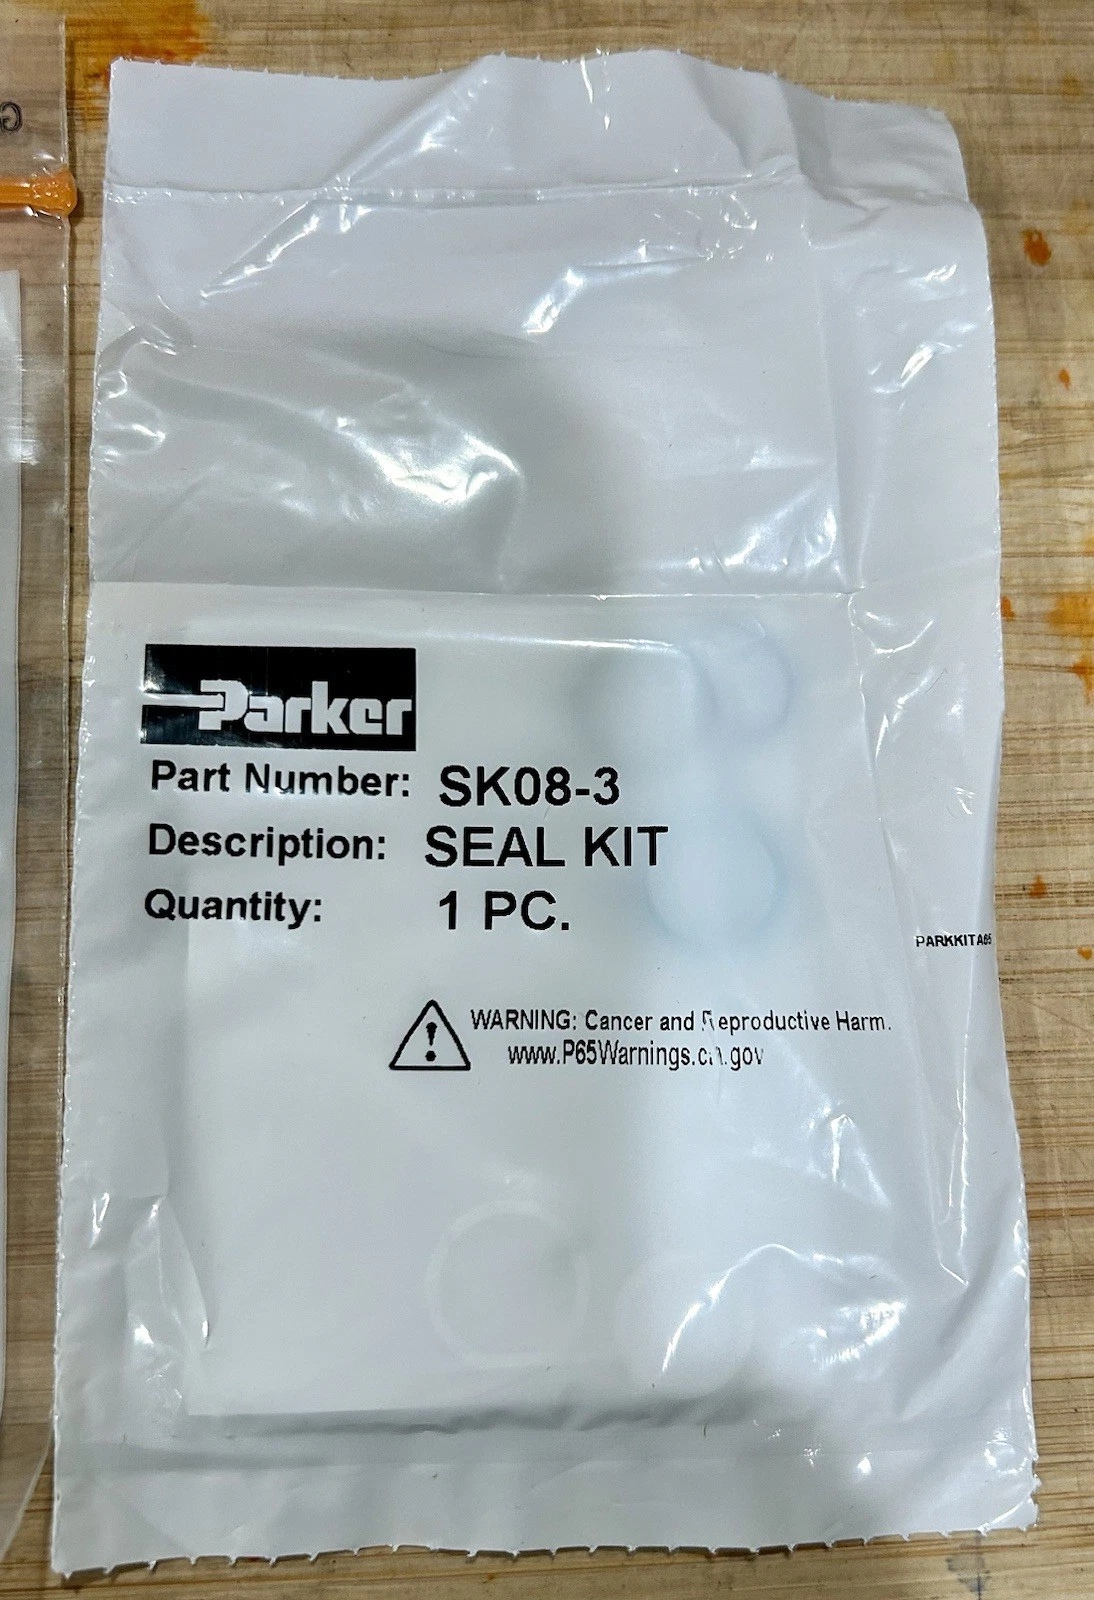 G
Parker
Part Number: SK08-3
Description: SEAL KIT
Quantity: 1 PC.
PARKKITA65
WARNING: Cancer and Reproductive Harm.
www.P65Warnings.ca.gov